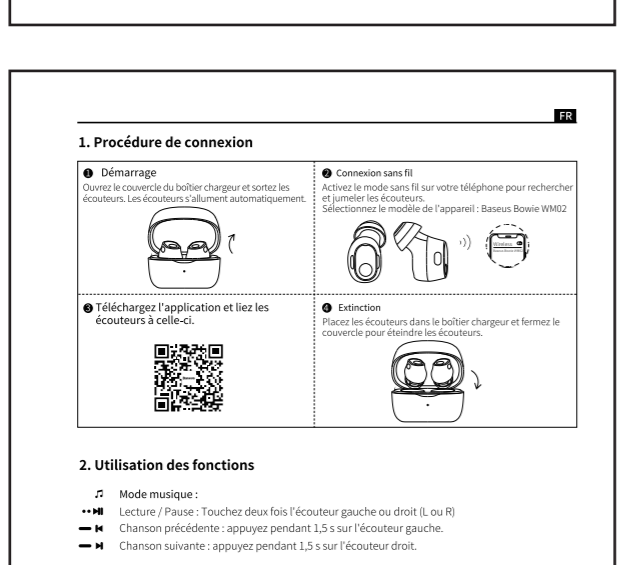 FR
1. Procédure de connexion
❶ Démarrage
Ouvrez le couvercle du boîtier chargeur et sortez les
écouteurs. Les écouteurs s'allument automatiquement.
❷ Connexion sans fil
Activez le mode sans fil sur votre téléphone pour rechercher
et jumeler les écouteurs.
Sélectionnez le modèle de l'appareil : Baseus Bowie WM02
Wireless
Baseus Bowie WM02
❸ Téléchargez l'application et liez les
écouteurs à celle-ci.
Baseus
❹ Extinction
Placez les écouteurs dans le boîtier chargeur et fermez le
couvercle pour éteindre les écouteurs.
2. Utilisation des fonctions
Mode musique :
Lecture / Pause : Touchez deux fois l'écouteur gauche ou droit (L ou R)
Chanson précédente : appuyez pendant 1,5 s sur l'écouteur gauche.
Chanson suivante : appuyez pendant 1,5 s sur l'écouteur droit.